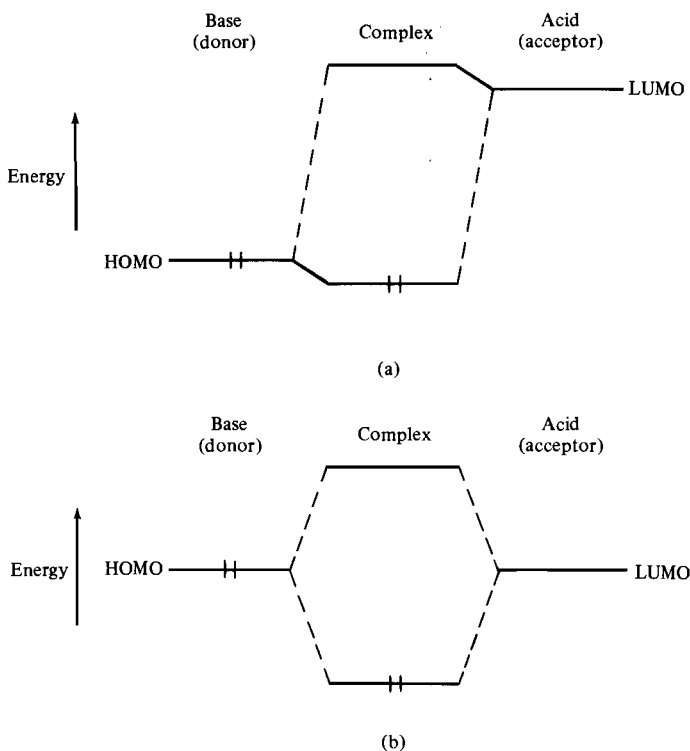 Base
(donor)
Complex
Acid
(acceptor)
LUMO
Energy
HOMO
(a)
Base
(donor)
Complex
Acid
(acceptor)
Energy
HOMO
LUMO
(b)